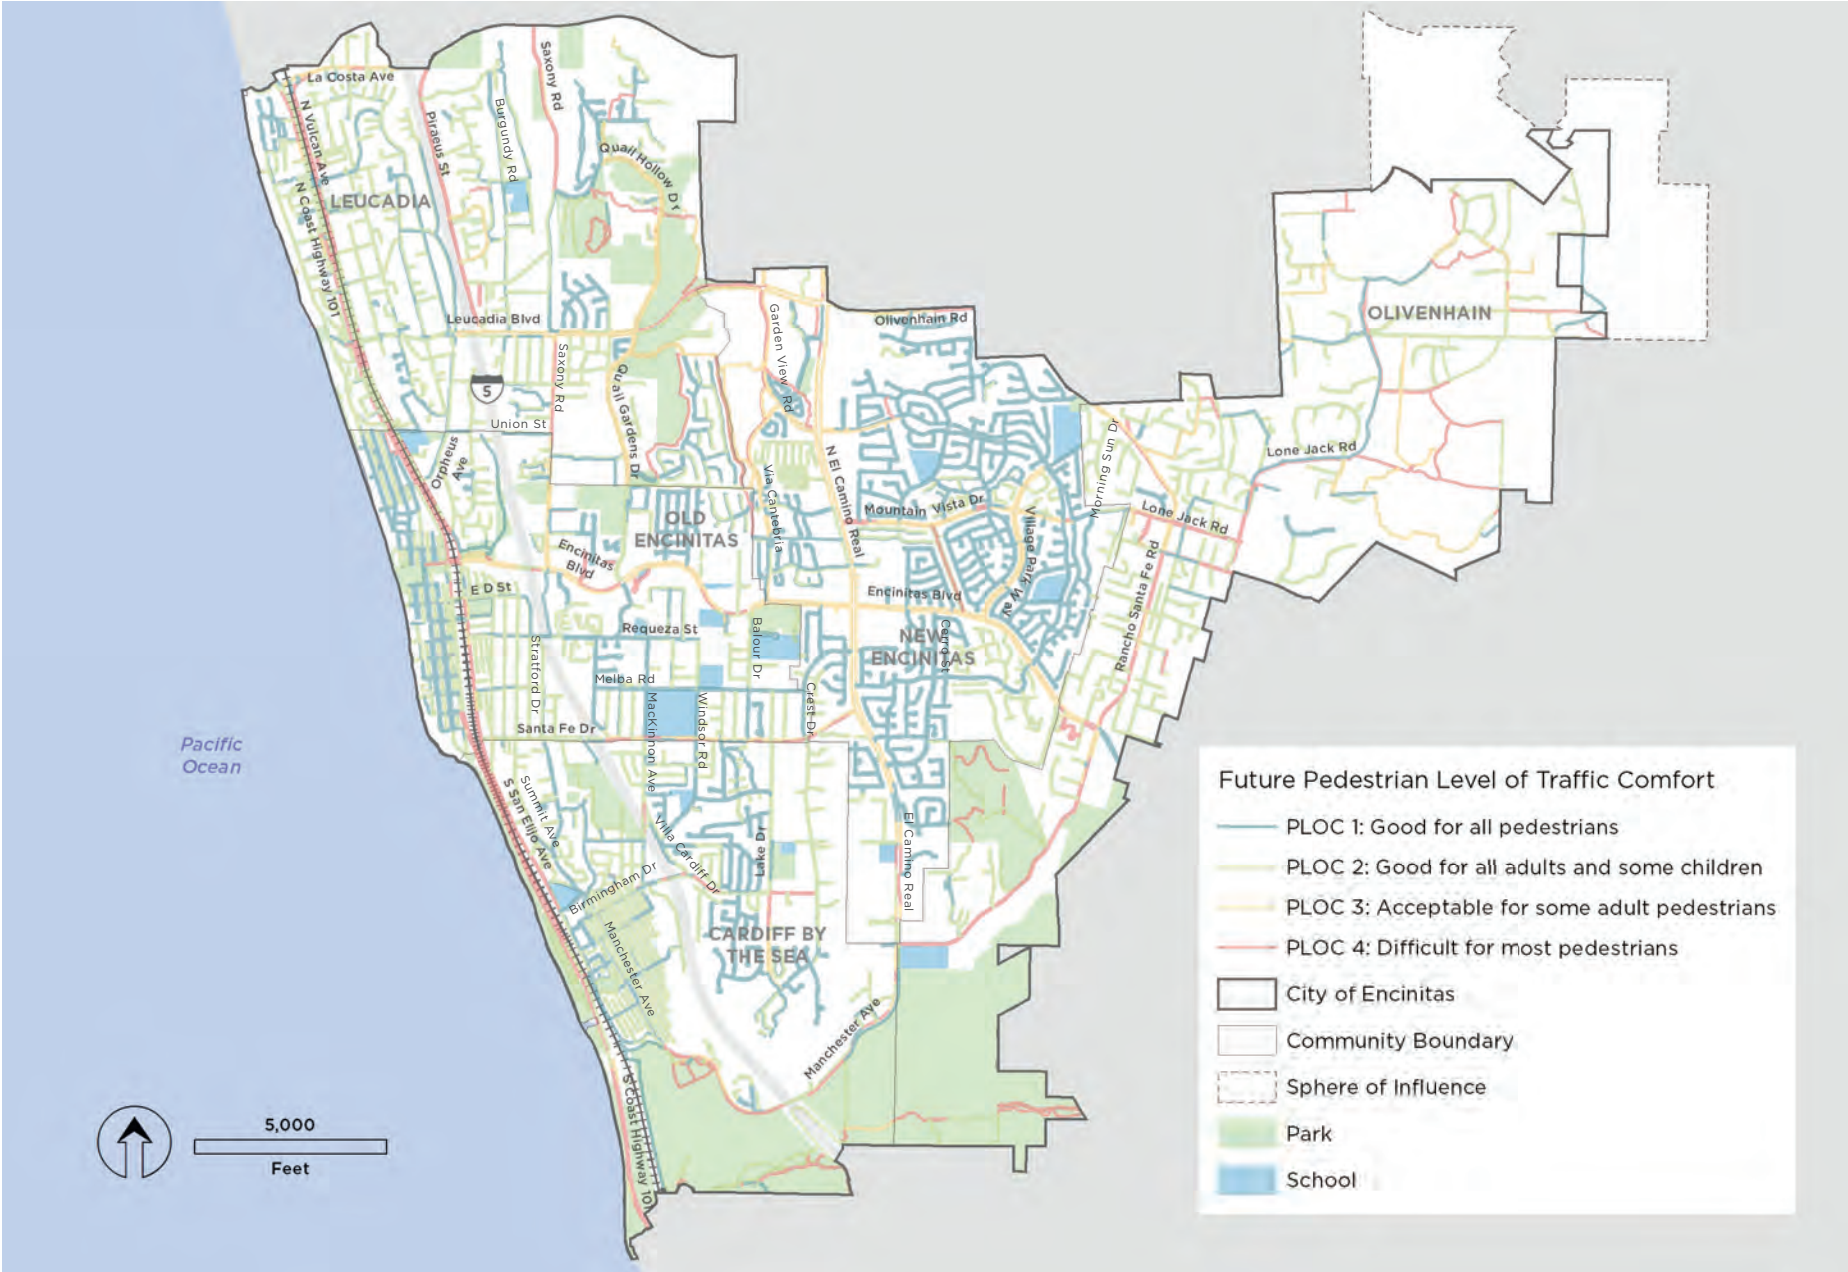 La Costa Ave
Saxony Rd
N Vulcan Ave
Piraeus St
Burgundy Rd
Quail Hollow Dr
LEUCADIA
N Coast Highway 101
Leucadia Blvd
Garden View Rd
Olivenhain Rd
OLIVENHAIN
Saxony Rd
Quail Gardens Dr
5
Union St
Orpheus
Ave
Via Cantebria
N El Camino Real
Morning Sun Dr
Lone Jack Rd
Mountain Vista Dr
Village Park Way
Lone Jack Rd
OLD
ENCINITAS
Encinitas
Blvd
Rancho Santa Fe Rd
E D St
Encinitas Blvd
Requeza St
Balour Dr
NEW
ENCINITAS
Cerro St
Stratford Dr
Melba Rd
MacKinnon Ave
Windsor Rd
Crest Dr
Santa Fe Dr
Pacific
Ocean
Summit Ave
S San Elijo Ave
Villa Cardiff Dr
Lake Dr
El Camino Real
Birmingham Dr
CARDIFF BY
THE SEA
Manchester Ave
Manchester Ave
S Coast Highway 101
5,000
Feet
Future Pedestrian Level of Traffic Comfort
PLOC 1: Good for all pedestrians
PLOC 2: Good for all adults and some children
PLOC 3: Acceptable for some adult pedestrians
PLOC 4: Difficult for most pedestrians
City of Encinitas
Community Boundary
Sphere of Influence
Park
School